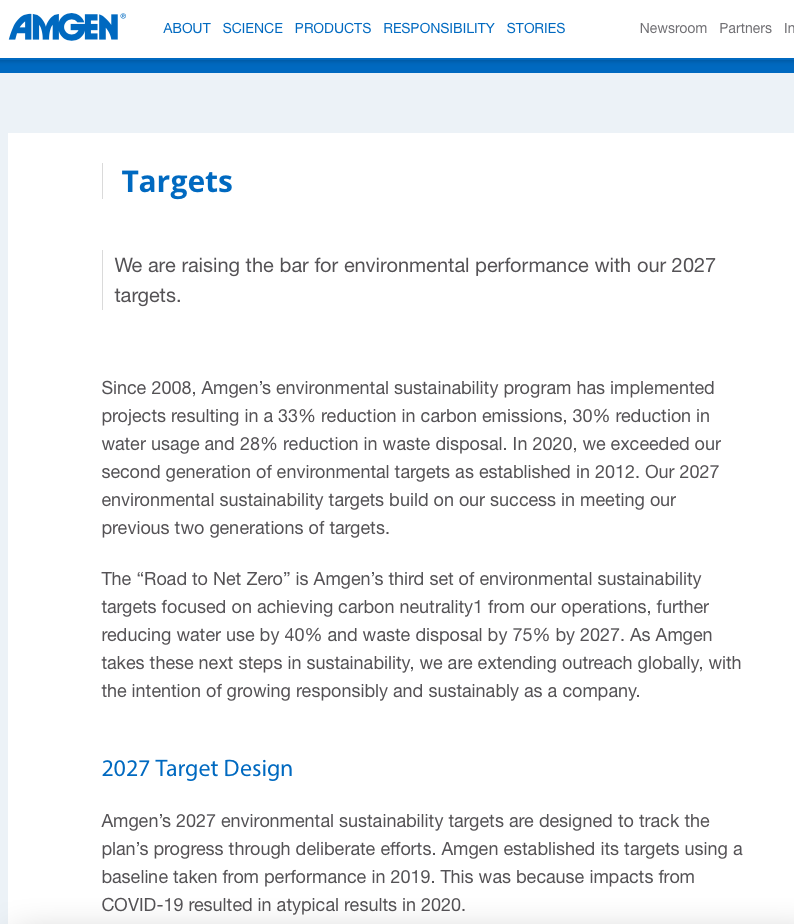 AMGEN®
ABOUT SCIENCE PRODUCTS RESPONSIBILITY STORIES
Newsroom Partners In
Targets
We are raising the bar for environmental performance with our 2027
targets.
Since 2008, Amgen’s environmental sustainability program has implemented
projects resulting in a 33% reduction in carbon emissions, 30% reduction in
water usage and 28% reduction in waste disposal. In 2020, we exceeded our
second generation of environmental targets as established in 2012. Our 2027
environmental sustainability targets build on our success in meeting our
previous two generations of targets.
The “Road to Net Zero” is Amgen’s third set of environmental sustainability
targets focused on achieving carbon neutrality1 from our operations, further
reducing water use by 40% and waste disposal by 75% by 2027. As Amgen
takes these next steps in sustainability, we are extending outreach globally, with
the intention of growing responsibly and sustainably as a company.
2027 Target Design
Amgen’s 2027 environmental sustainability targets are designed to track the
plan’s progress through deliberate efforts. Amgen established its targets using a
baseline taken from performance in 2019. This was because impacts from
COVID-19 resulted in atypical results in 2020.